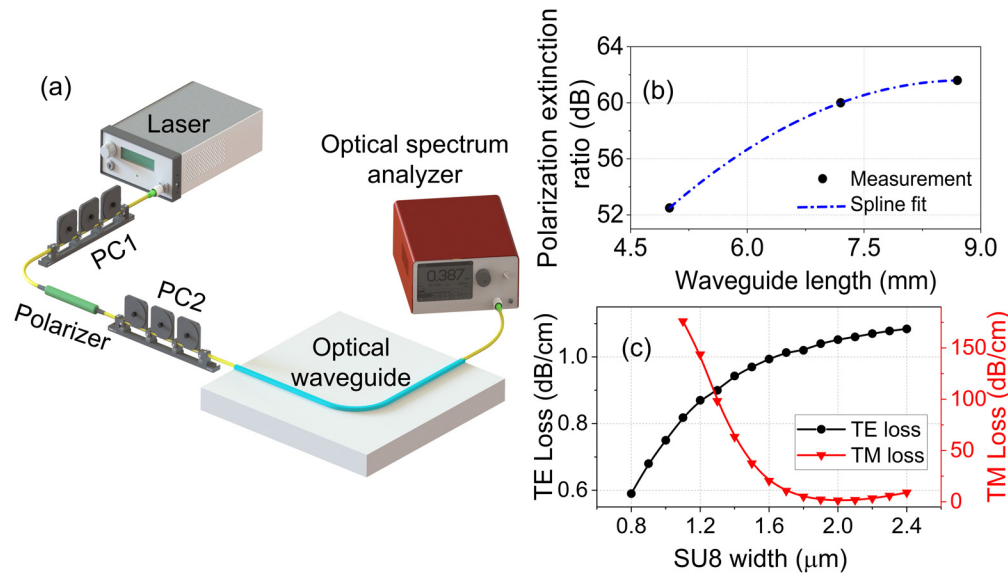 (a)
Laser
PC1
Polarizer
PC2
Optical spectrum
analyzer
0.387
Optical
waveguide
(b)
Polarization extinction
ratio (dB)
64
60
56
52
4.5
6.0
7.5
9.0
Waveguide length (mm)
Measurement
Spline fit
(c)
TE Loss (dB/cm)
1.0
0.8
0.6
TM Loss (dB/cm)
150
100
50
0
0.8
1.2
1.6
2.0
2.4
SU8 width (μm)
TE loss
TM loss